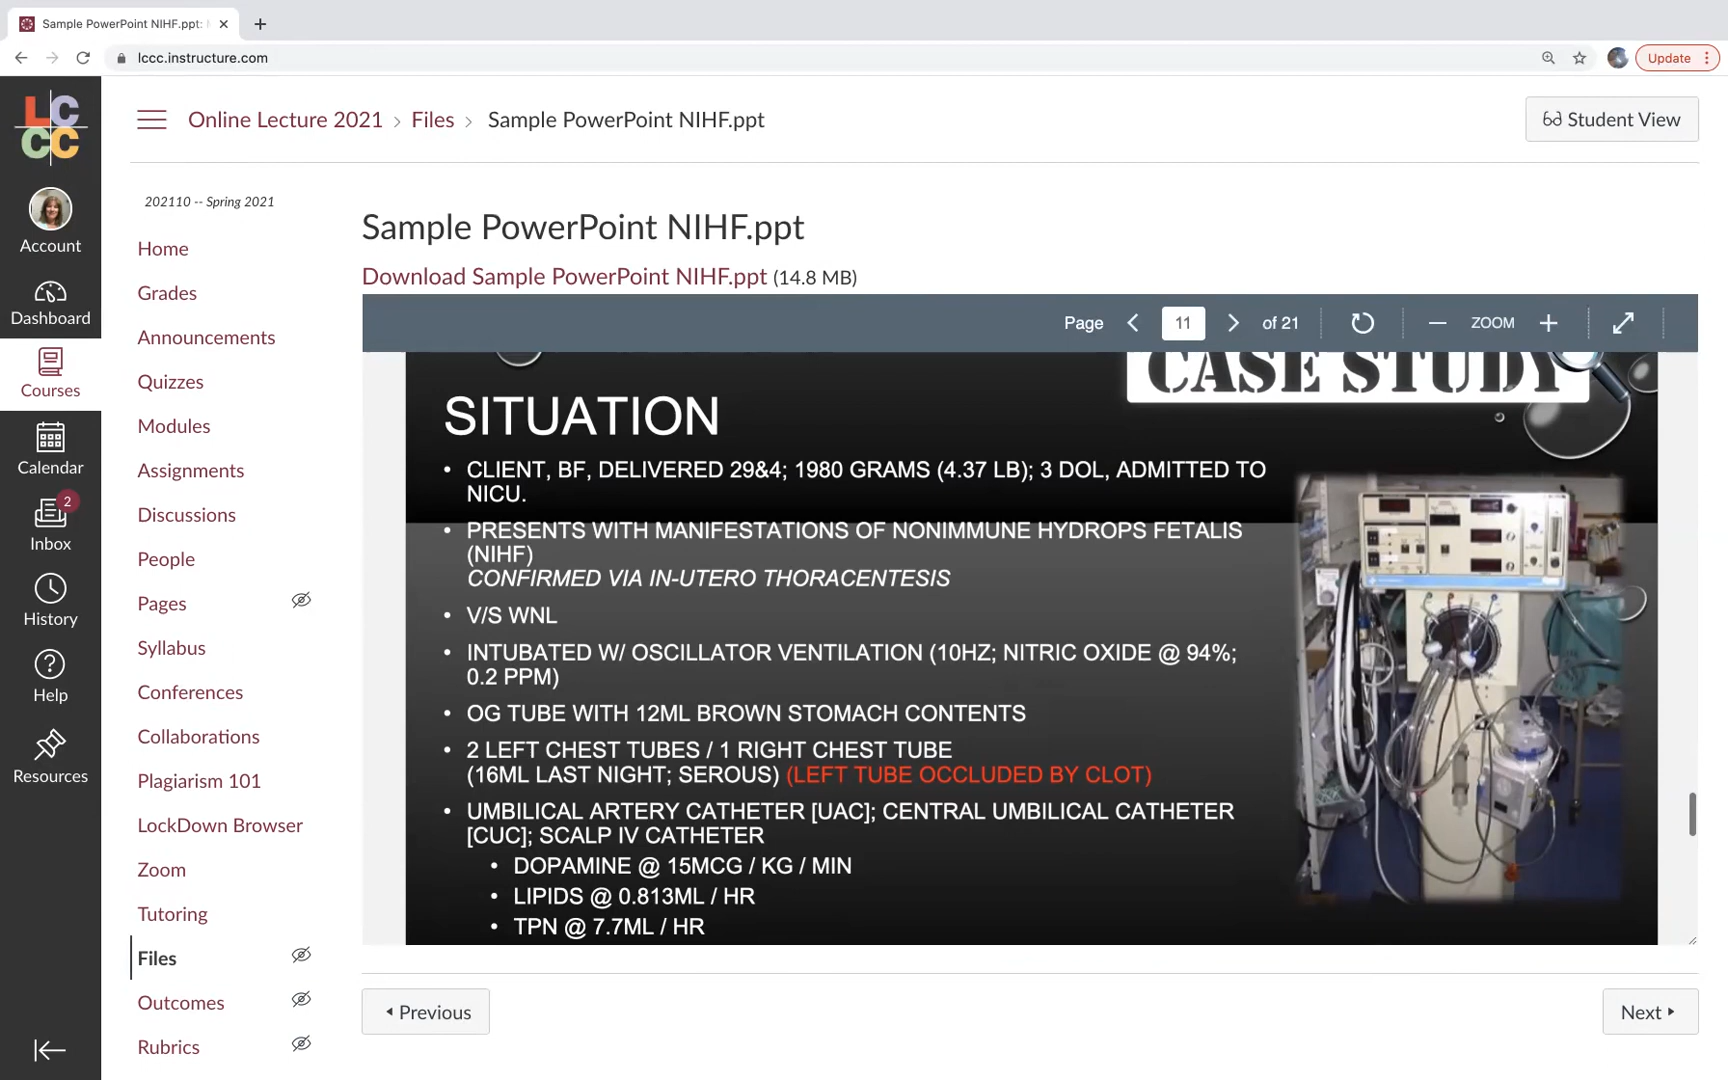 Sample PowerPoint NIHF.ppt:
lccc.instructure.com
Update
LC
CC
Account
Dashboard
Courses
Calendar
2
Inbox
History
Help
Resources
Online Lecture 2021 > Files > Sample PowerPoint NIHF.ppt
Student View
202110 -- Spring 2021
Home
Grades
Announcements
Quizzes
Modules
Assignments
Discussions
People
Pages
Syllabus
Conferences
Collaborations
Plagiarism 101
LockDown Browser
Zoom
Tutoring
Files
Outcomes
Rubrics
Sample PowerPoint NIHF.ppt
Download Sample PowerPoint NIHF.ppt (14.8 MB)
Page 11 of 21 ZOOM
CASE STUDY
SITUATION
• CLIENT, BF, DELIVERED 29&4; 1980 GRAMS (4.37 LB); 3 DOL, ADMITTED TO
NICU.
• PRESENTS WITH MANIFESTATIONS OF NONIMMUNE HYDROPS FETALIS
(NIHF)
CONFIRMED VIA IN-UTERO THORACENTESIS
• V/S WNL
• INTUBATED W/ OSCILLATOR VENTILATION (10HZ; NITRIC OXIDE @ 94%;
0.2 PPM)
• OG TUBE WITH 12ML BROWN STOMACH CONTENTS
• 2 LEFT CHEST TUBES / 1 RIGHT CHEST TUBE
(16ML LAST NIGHT; SEROUS) (LEFT TUBE OCCLUDED BY CLOT)
• UMBILICAL ARTERY CATHETER [UAC]; CENTRAL UMBILICAL CATHETER
[CUC]; SCALP IV CATHETER
• DOPAMINE @ 15MCG / KG / MIN
• LIPIDS @ 0.813ML / HR
• TPN @ 7.7ML / HR
Previous
Next